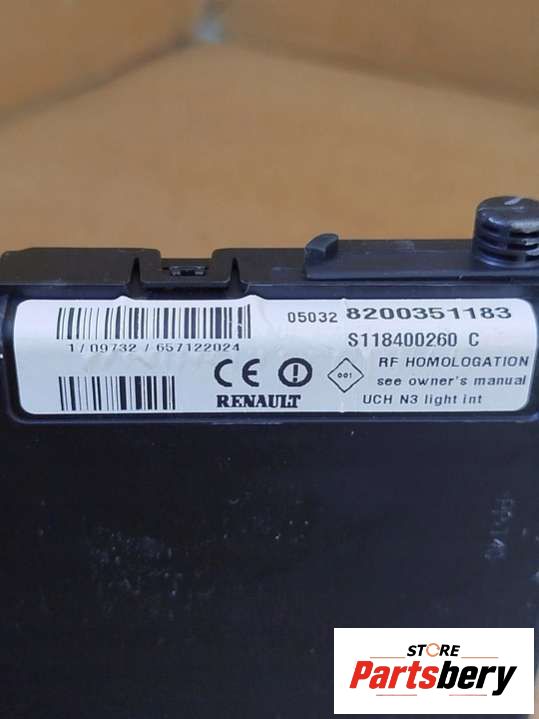 05032 8200351183
S118400260 C
1/09732/657122024
RF HOMOLOGATION
001
see owner's manual
CE
RENAULT
UCH N3 light int
STORE
Partsbery